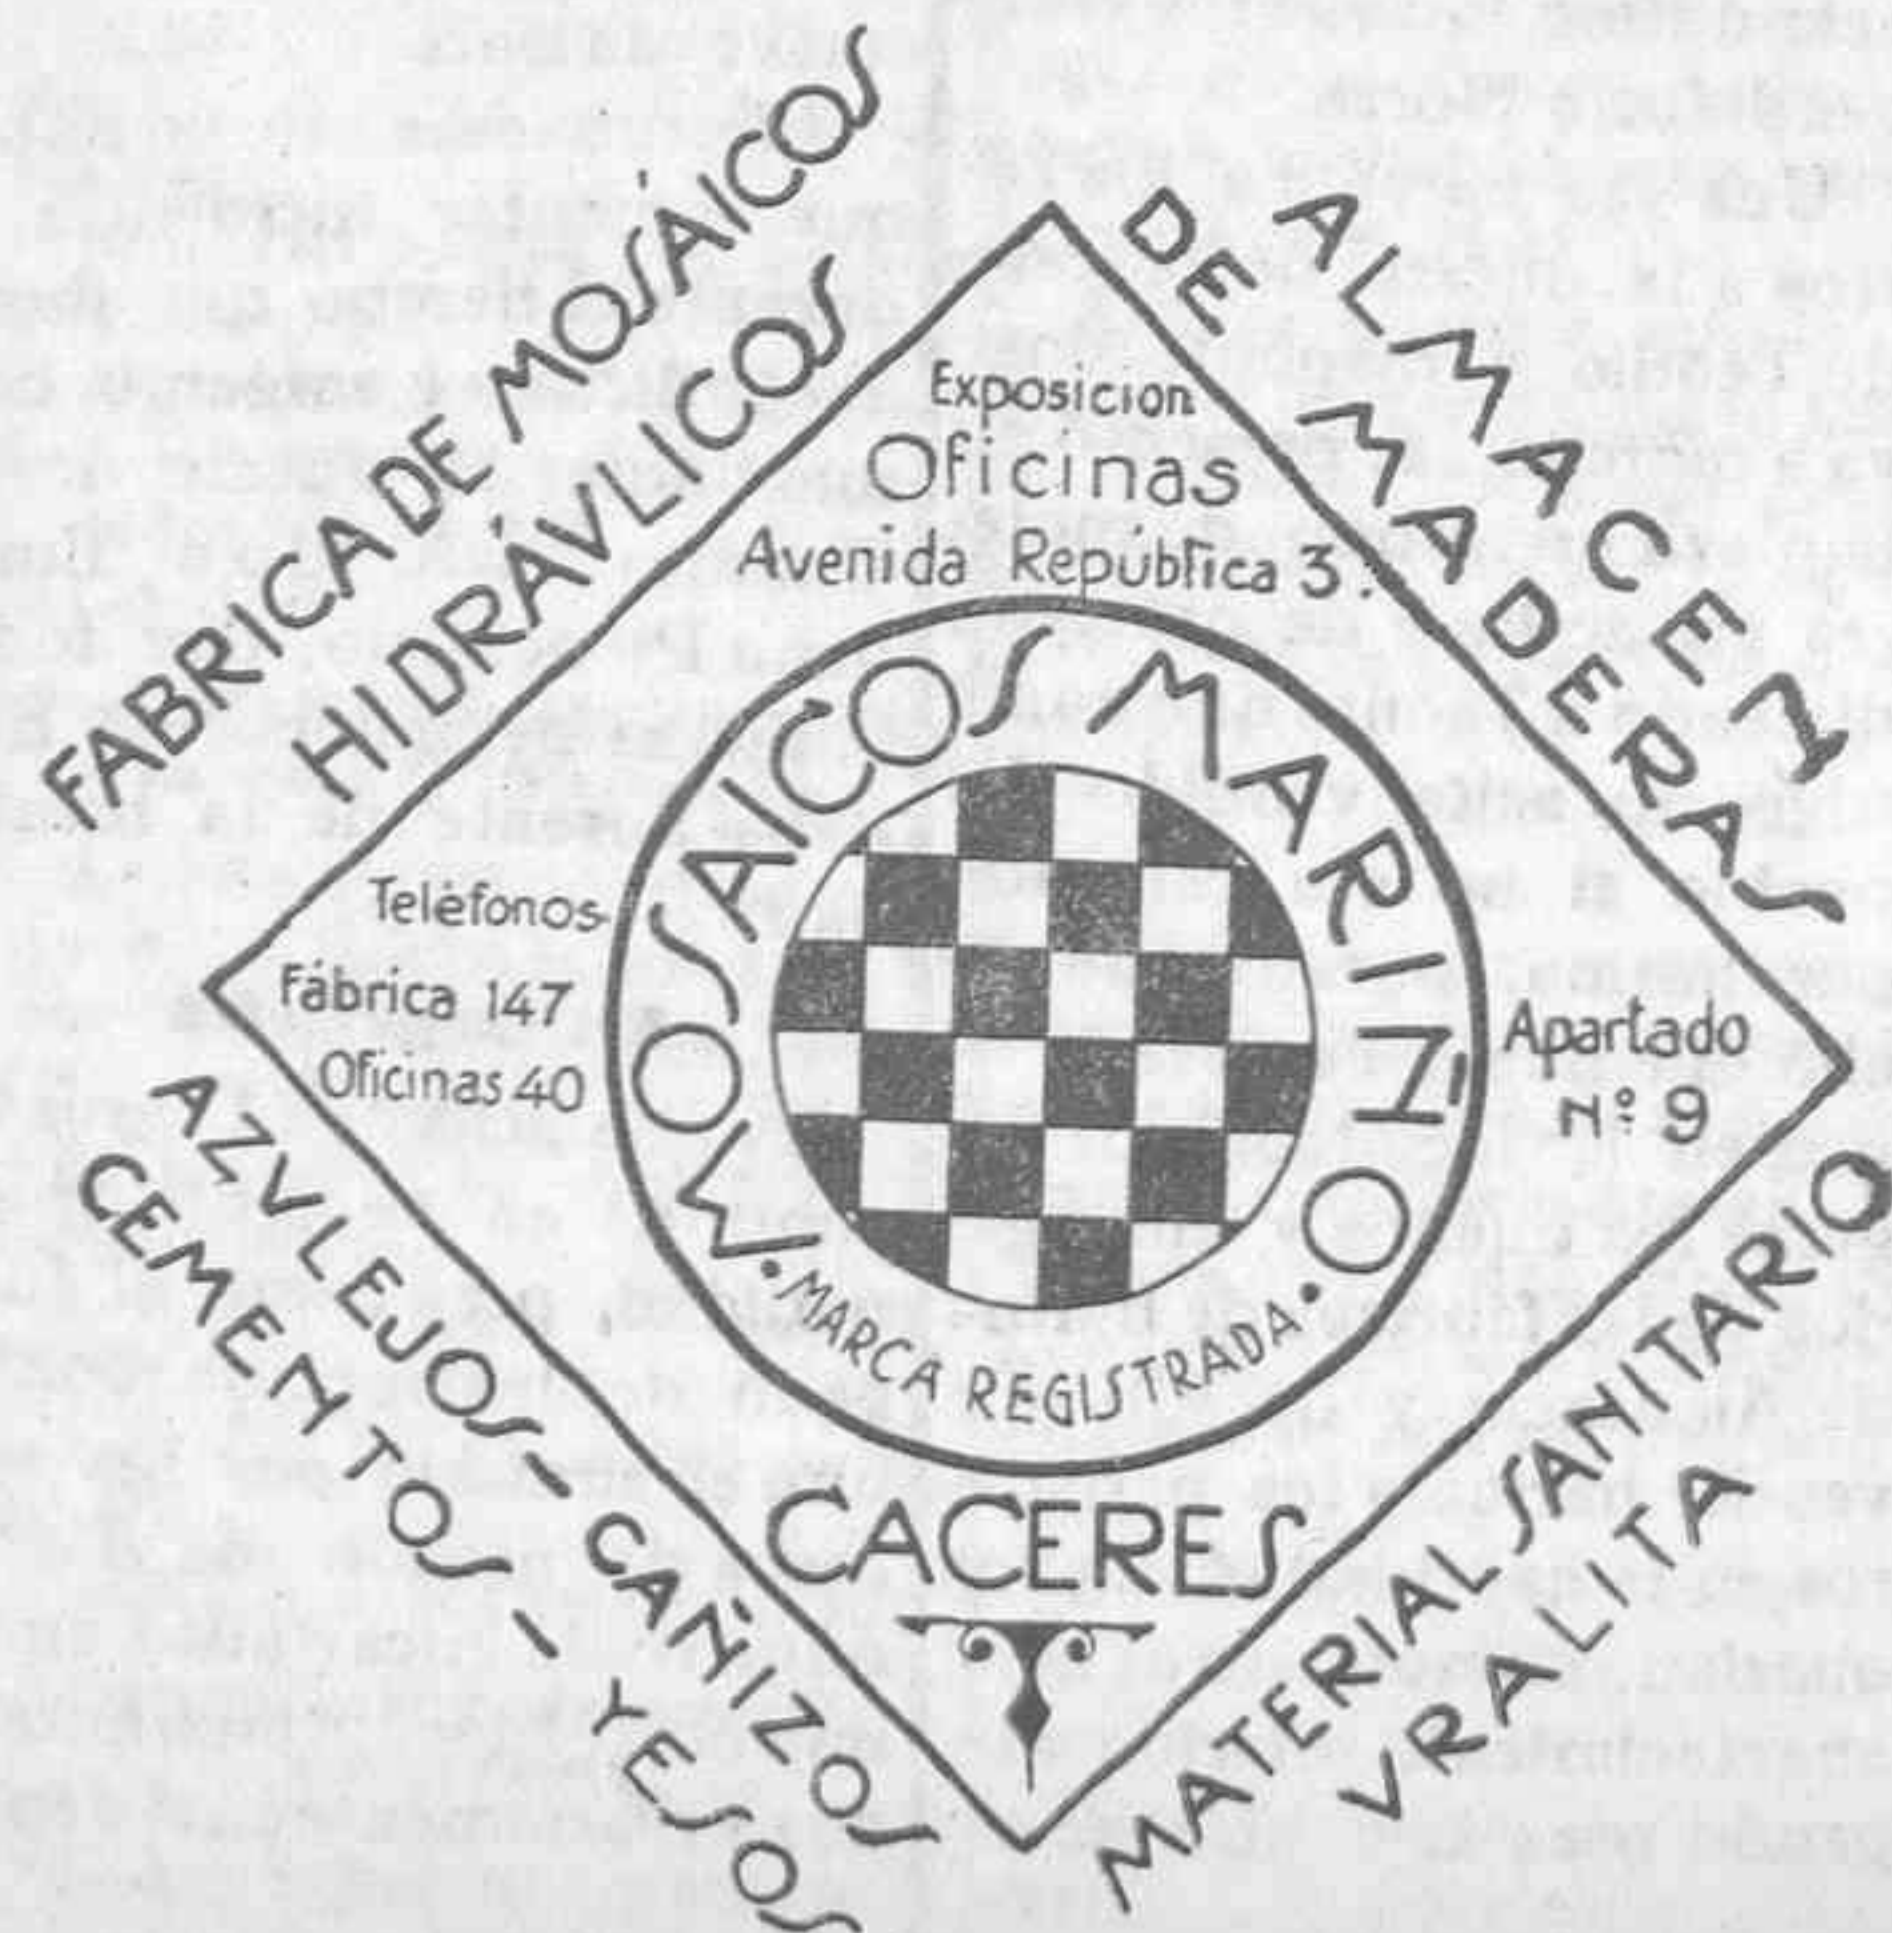 FABRICA DE MOSÁICOS
HIDRÁVLICOS
ALMACEN
DE MADERAS
Exposicion
Oficinas
Avenida República 3.
MOSAICOS MARIÑO
· MARCA REGISTRADA ·
Teléfonos
Fábrica 147
Oficinas 40
Apartado
Nº 9
CACERES
AZVLEJOS - CAÑIZOS
CEMENTOS - YESOS
MATERIAL SANITARIO
VRALITA